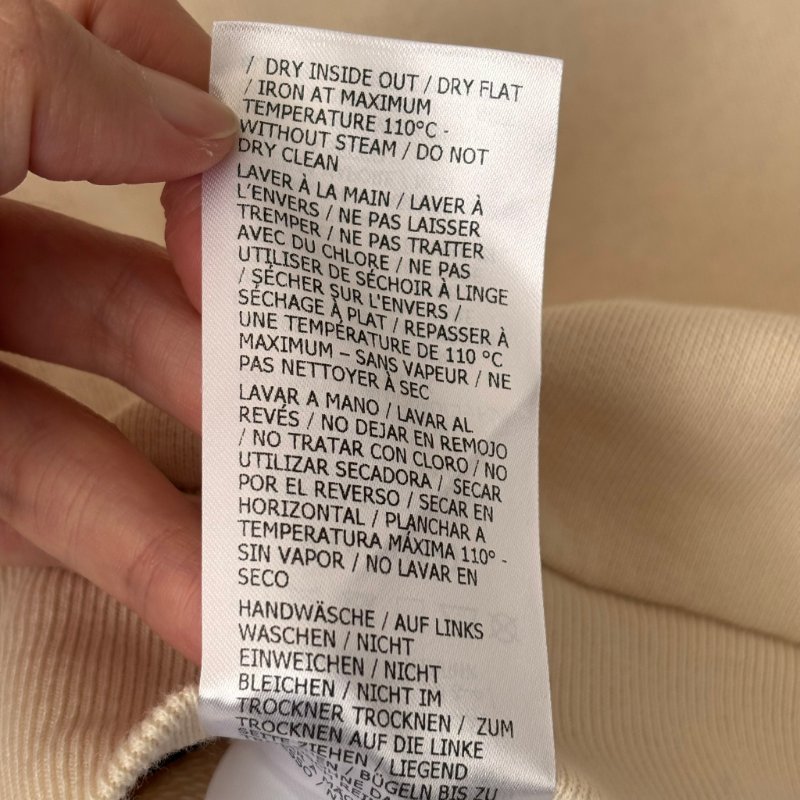 / DRY INSIDE OUT / DRY FLAT
/ IRON AT MAXIMUM
TEMPERATURE 110°C -
WITHOUT STEAM / DO NOT
DRY CLEAN
LAVER À LA MAIN / LAVER À
L'ENVERS / NE PAS LAISSER
TREMPER / NE PAS TRAITER
AVEC DU CHLORE / NE PAS
UTILISER DE SÉCHOIR À LINGE
/ SÉCHER SUR L'ENVERS /
SÉCHAGE À PLAT / REPASSER À
UNE TEMPÉRATURE DE 110 °C
MAXIMUM – SANS VAPEUR / NE
PAS NETTOYER À SEC
LAVAR A MANO / LAVAR AL
REVÉS / NO DEJAR EN REMOJO
/ NO TRATAR CON CLORO / NO
UTILIZAR SECADORA / SECAR
POR EL REVERSO / SECAR EN
HORIZONTAL / PLANCHAR A
TEMPERATURA MÁXIMA 110° -
SIN VAPOR / NO LAVAR EN
SECO
HANDWÄSCHE / AUF LINKS
WASCHEN / NICHT
EINWEICHEN / NICHT
BLEICHEN / NICHT IM
TROCKNER TROCKNEN / ZUM
TROCKNEN AUF DIE LINKE
SEITE ZIEHEN / LIEGEND
/ BÜGELN BIS ZU